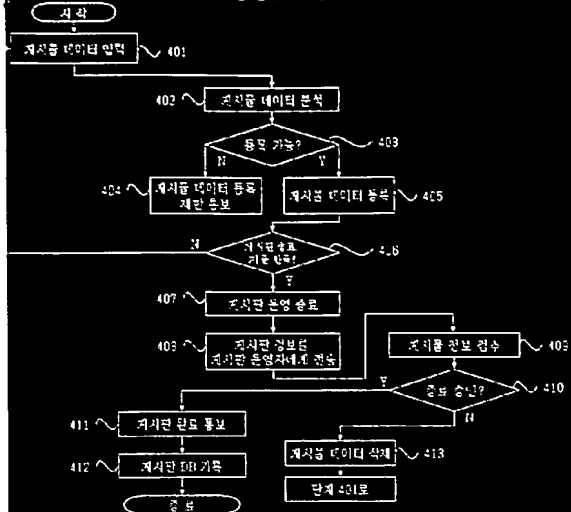 시 작
게시물 데이터 입력
401
402
게시물 데이터 분석
등록 가능?
403
N
Y
404
게시물 데이터 등록
제한 통보
게시물 데이터 등록
405
N
게시판종료
기준 만족?
406
Y
407
게시판 운영 종료
408
게시판 정보를
게시판 운영자에게 전송
게시물 정보 검수
409
Y
종료 승인?
410
N
411
게시판 완료 통보
게시물 데이터 삭제
413
412
게시판 DB 기록
단계 401로
종 료